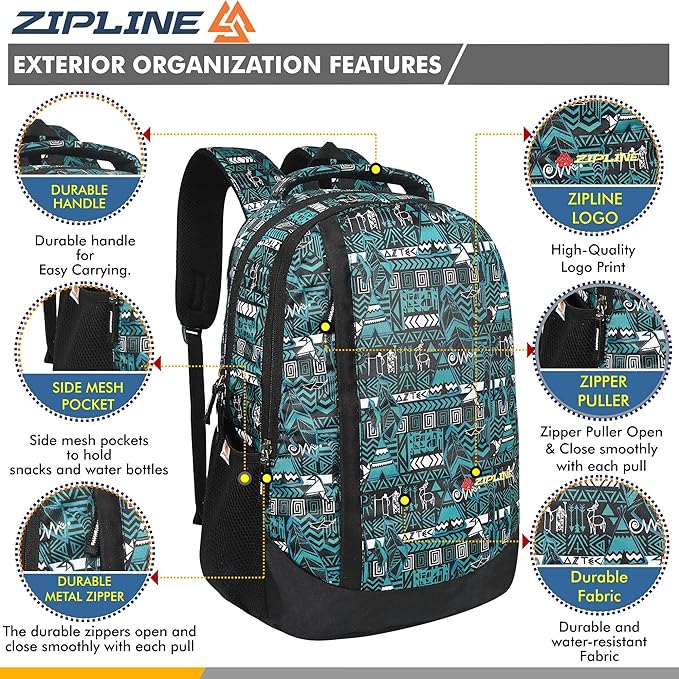 ZIPLINE
EXTERIOR ORGANIZATION FEATURES
DURABLE
HANDLE
Durable handle
for
Easy Carrying.
SIDE MESH
POCKET
Side mesh pockets
to hold
snacks and water bottles
DURABLE
METAL ZIPPER
The durable zippers open and
close smoothly with each pull
AZTEC
AZTEC
ZIPLINE
AZTEC
ZIPLINE
ZIPLINE
LOGO
High-Quality
Logo Print
ZIPPER
PULLER
Zipper Puller Open
& Close smoothly
with each pull
AZTEC
Durable
Fabric
Durable and
water-resistant
Fabric